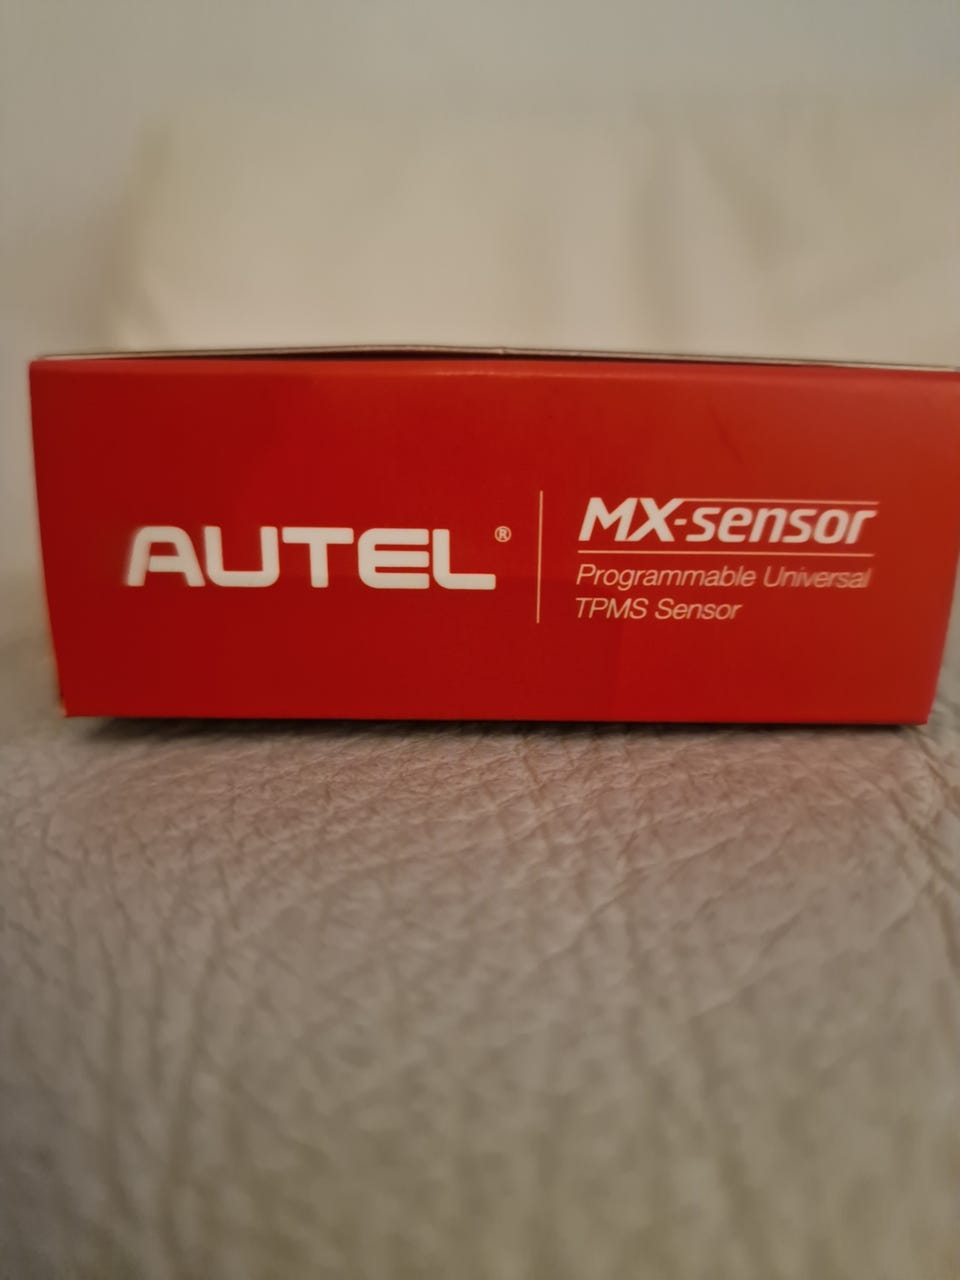 AUTEL®
MX-sensor
Programmable Universal
TPMS Sensor